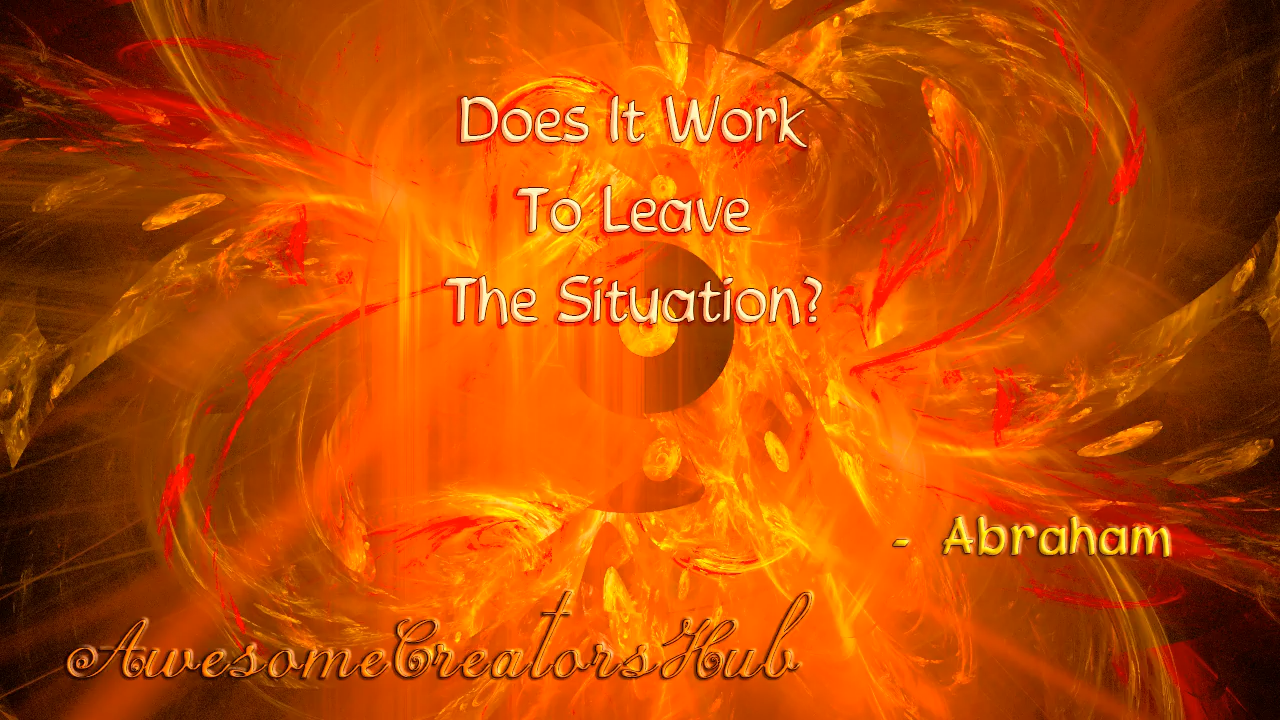 Does It Work
To Leave
The Situation?
- Abraham
AwesomeCreatorsHub